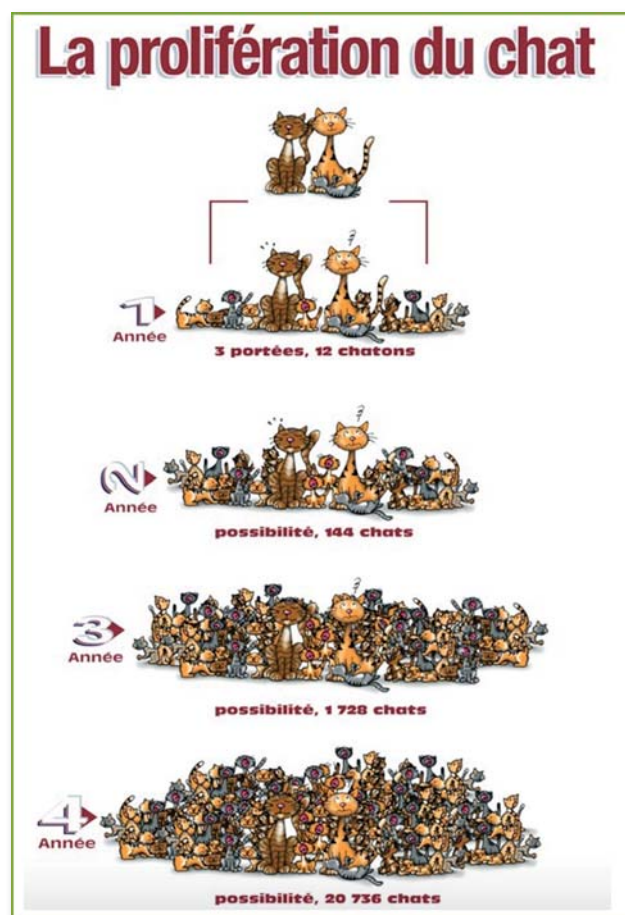 La prolifération du chat
1
Année
3 portées, 12 chatons
2
Année
possibilité, 144 chats
3
Année
possibilité, 1 728 chats
4
Année
possibilité, 20 736 chats